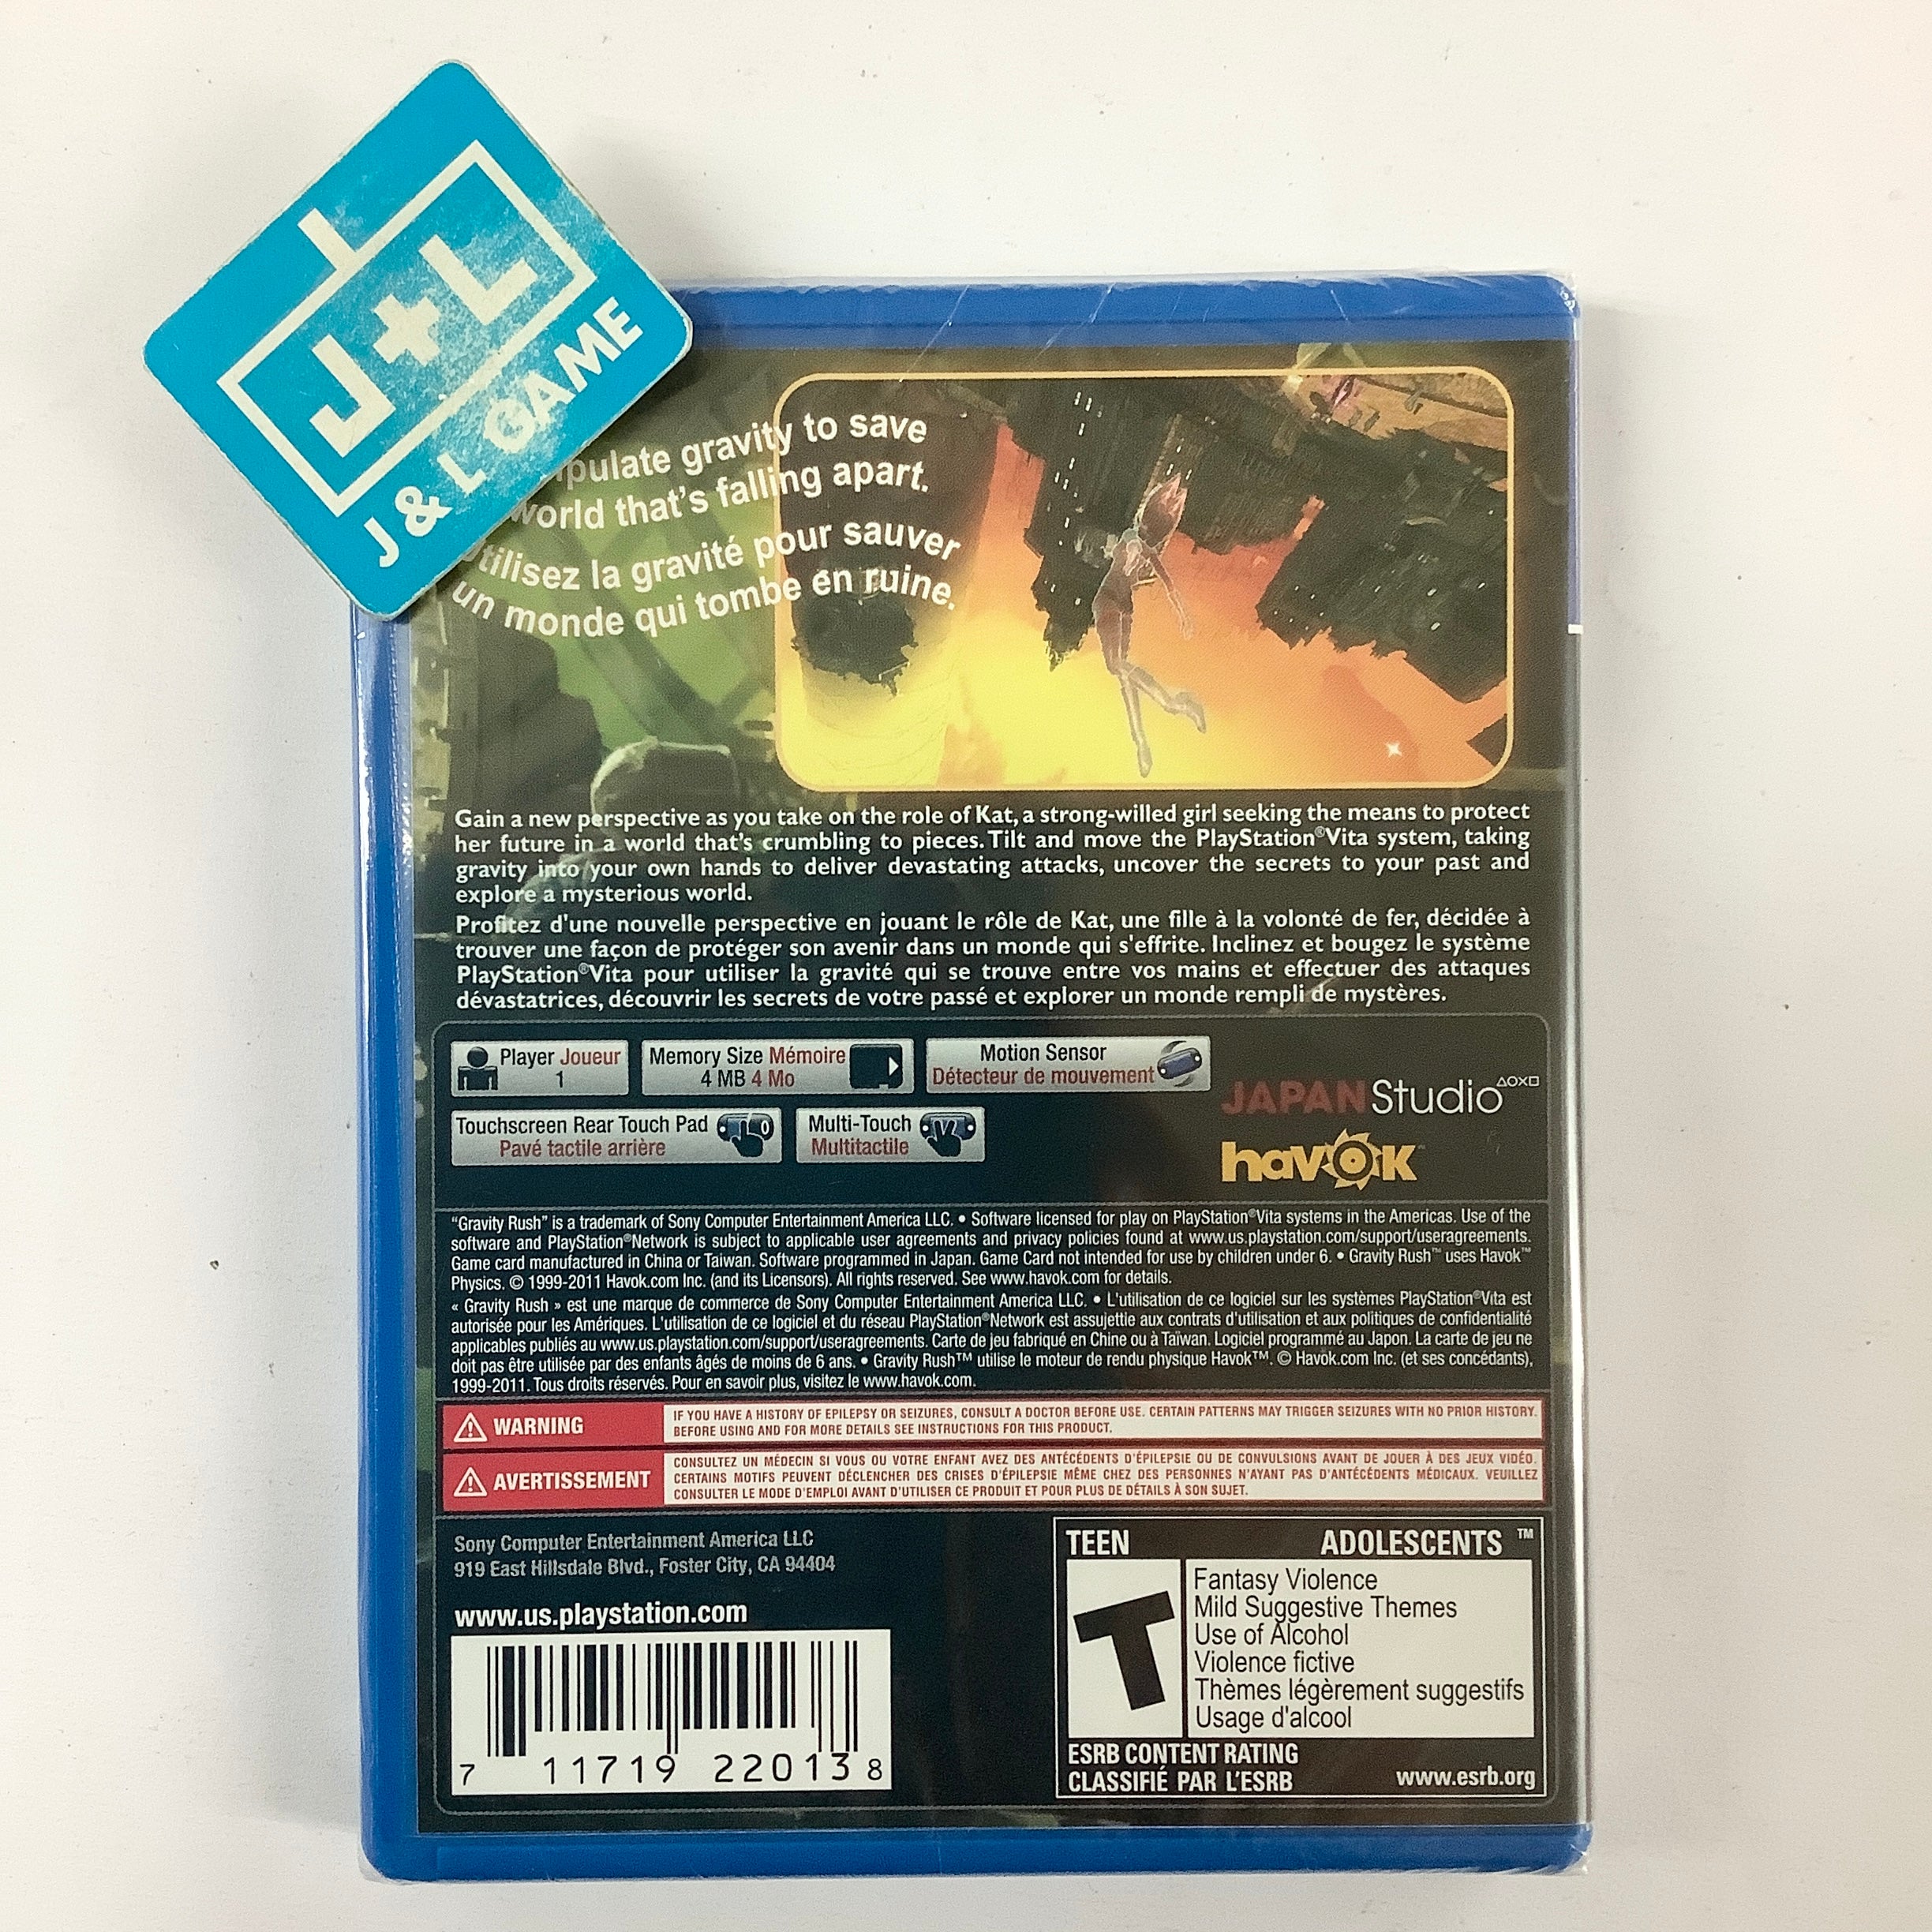 J+L
J & L GAME
gravity to save
that's falling apart.
la gravité pour sauver
un monde qui tombe en ruine.
Gain a new perspective as you take on the role of Kat, a strong-willed girl seeking the means to protect
her future in a world that's crumbling to pieces. Tilt and move the PlayStation®Vita system, taking
gravity into your own hands to deliver devastating attacks, uncover the secrets to your past and
explore a mysterious world.
Profitez d'une nouvelle perspective en jouant le rôle de Kat, une fille à la volonté de fer, décidée à
trouver une façon de protéger son avenir dans un monde qui s'effrite. Inclinez et bougez le système
PlayStation®Vita pour utiliser la gravité qui se trouve entre vos mains et effectuer des attaques
dévastatrices, découvrir les secrets de votre passé et explorer un monde rempli de mystères.
Player Joueur
1
Memory Size Mémoire
4 MB 4 Mo
Motion Sensor
Détecteur de mouvement
Touchscreen Rear Touch Pad
Pavé tactile arrière
Multi-Touch
Multitactile
JAPAN Studio
havok™
"Gravity Rush" is a trademark of Sony Computer Entertainment America LLC. • Software licensed for play on PlayStation®Vita systems in the Americas. Use of the
software and PlayStation®Network is subject to applicable user agreements and privacy policies found at www.us.playstation.com/support/useragreements.
Game card manufactured in China or Taiwan. Software programmed in Japan. Game Card not intended for use by children under 6. • Gravity Rush™ uses Havok™
Physics. © 1999-2011 Havok.com Inc. (and its Licensors). All rights reserved. See www.havok.com for details.
« Gravity Rush » est une marque de commerce de Sony Computer Entertainment America LLC. • L'utilisation de ce logiciel sur les systèmes PlayStation®Vita est
autorisée pour les Amériques. L'utilisation de ce logiciel et du réseau PlayStation®Network est assujettie aux contrats d'utilisation et aux politiques de confidentialité
applicables publiés au www.us.playstation.com/support/useragreements. Carte de jeu fabriqué en Chine ou à Taïwan. Logiciel programmé au Japon. La carte de jeu ne
doit pas être utilisée par des enfants âgés de moins de 6 ans. • Gravity Rush™ utilise le moteur de rendu physique Havok™. © Havok.com Inc. (et ses concédants),
1999-2011. Tous droits réservés. Pour en savoir plus, visitez le www.havok.com.
WARNING
IF YOU HAVE A HISTORY OF EPILEPSY OR SEIZURES, CONSULT A DOCTOR BEFORE USE. CERTAIN PATTERNS MAY TRIGGER SEIZURES WITH NO PRIOR HISTORY.
BEFORE USING AND FOR MORE DETAILS SEE INSTRUCTIONS FOR THIS PRODUCT.
AVERTISSEMENT
CONSULTEZ UN MÉDECIN SI VOUS OU VOTRE ENFANT AVEZ DES ANTÉCÉDENTS D'ÉPILEPSIE OU DE CONVULSIONS AVANT DE JOUER À DES JEUX VIDÉO.
CERTAINS MOTIFS PEUVENT DÉCLENCHER DES CRISES D'ÉPILEPSIE MÊME CHEZ DES PERSONNES N'AYANT PAS D'ANTÉCÉDENTS MÉDICAUX. VEUILLEZ
CONSULTER LE MODE D'EMPLOI AVANT D'UTILISER CE PRODUIT ET POUR PLUS DE DÉTAILS À SON SUJET.
Sony Computer Entertainment America LLC
919 East Hillsdale Blvd., Foster City, CA 94404
www.us.playstation.com
7 11719 22013 8
TEEN ADOLESCENTS ™
T
Fantasy Violence
Mild Suggestive Themes
Use of Alcohol
Violence fictive
Thèmes légèrement suggestifs
Usage d'alcool
ESRB CONTENT RATING
CLASSIFIÉ PAR L'ESRB www.esrb.org